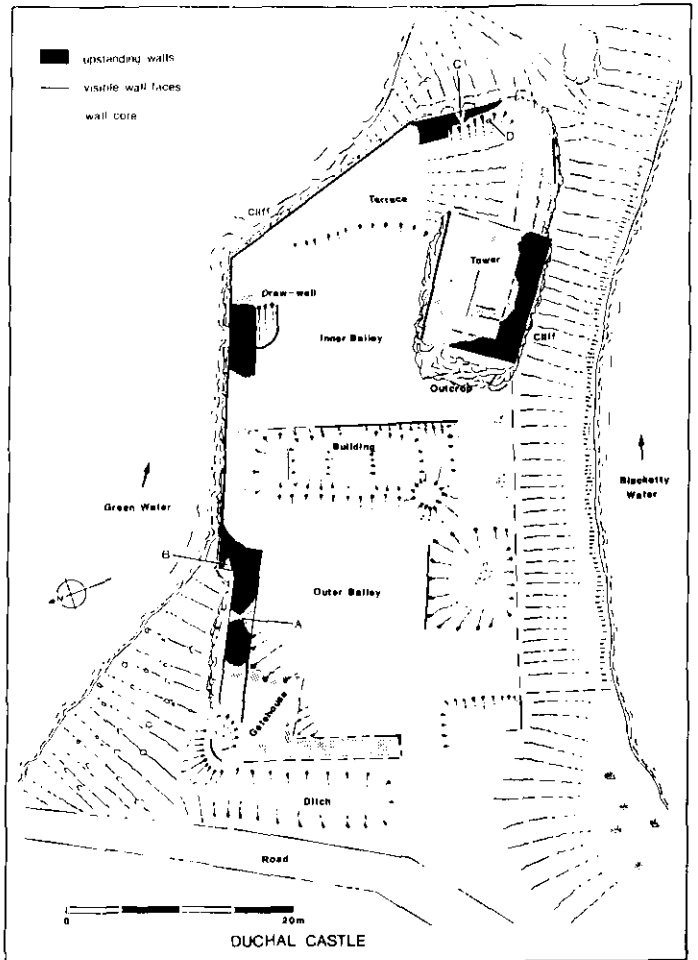 upstanding walls
visible wall faces
wall core
C
D
Cliff
Terrace
Tower
Draw-wall
Inner Bailey
Cliff
Outcrop
Building
Green Water
Blacketty
Water
B
Outer Bailey
N
A
Gatehouse
Ditch
Road
0
20m
DUCHAL CASTLE